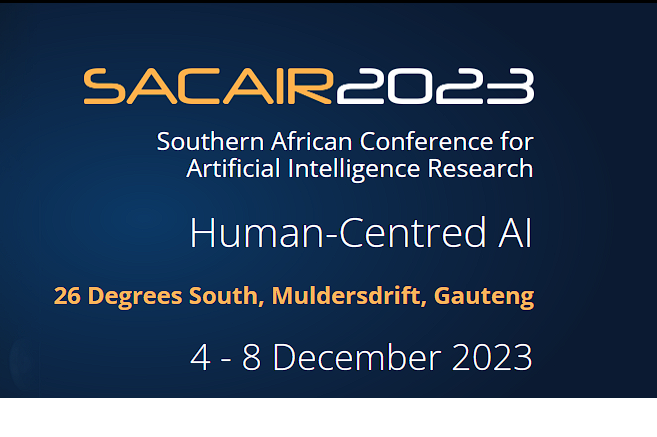 SACAIR2023
Southern African Conference for
Artificial Intelligence Research
Human-Centred AI
26 Degrees South, Muldersdrift, Gauteng
4 - 8 December 2023